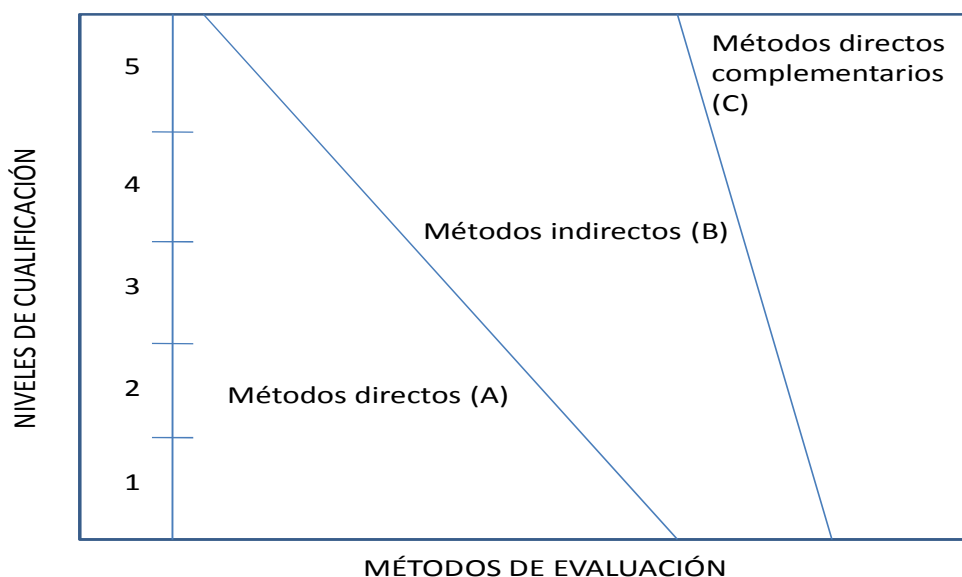 NIVELES DE CUALIFICACIÓN
5
4
3
2
1
Métodos directos
complementarios
(C)
Métodos indirectos (B)
Métodos directos (A)
MÉTODOS DE EVALUACIÓN